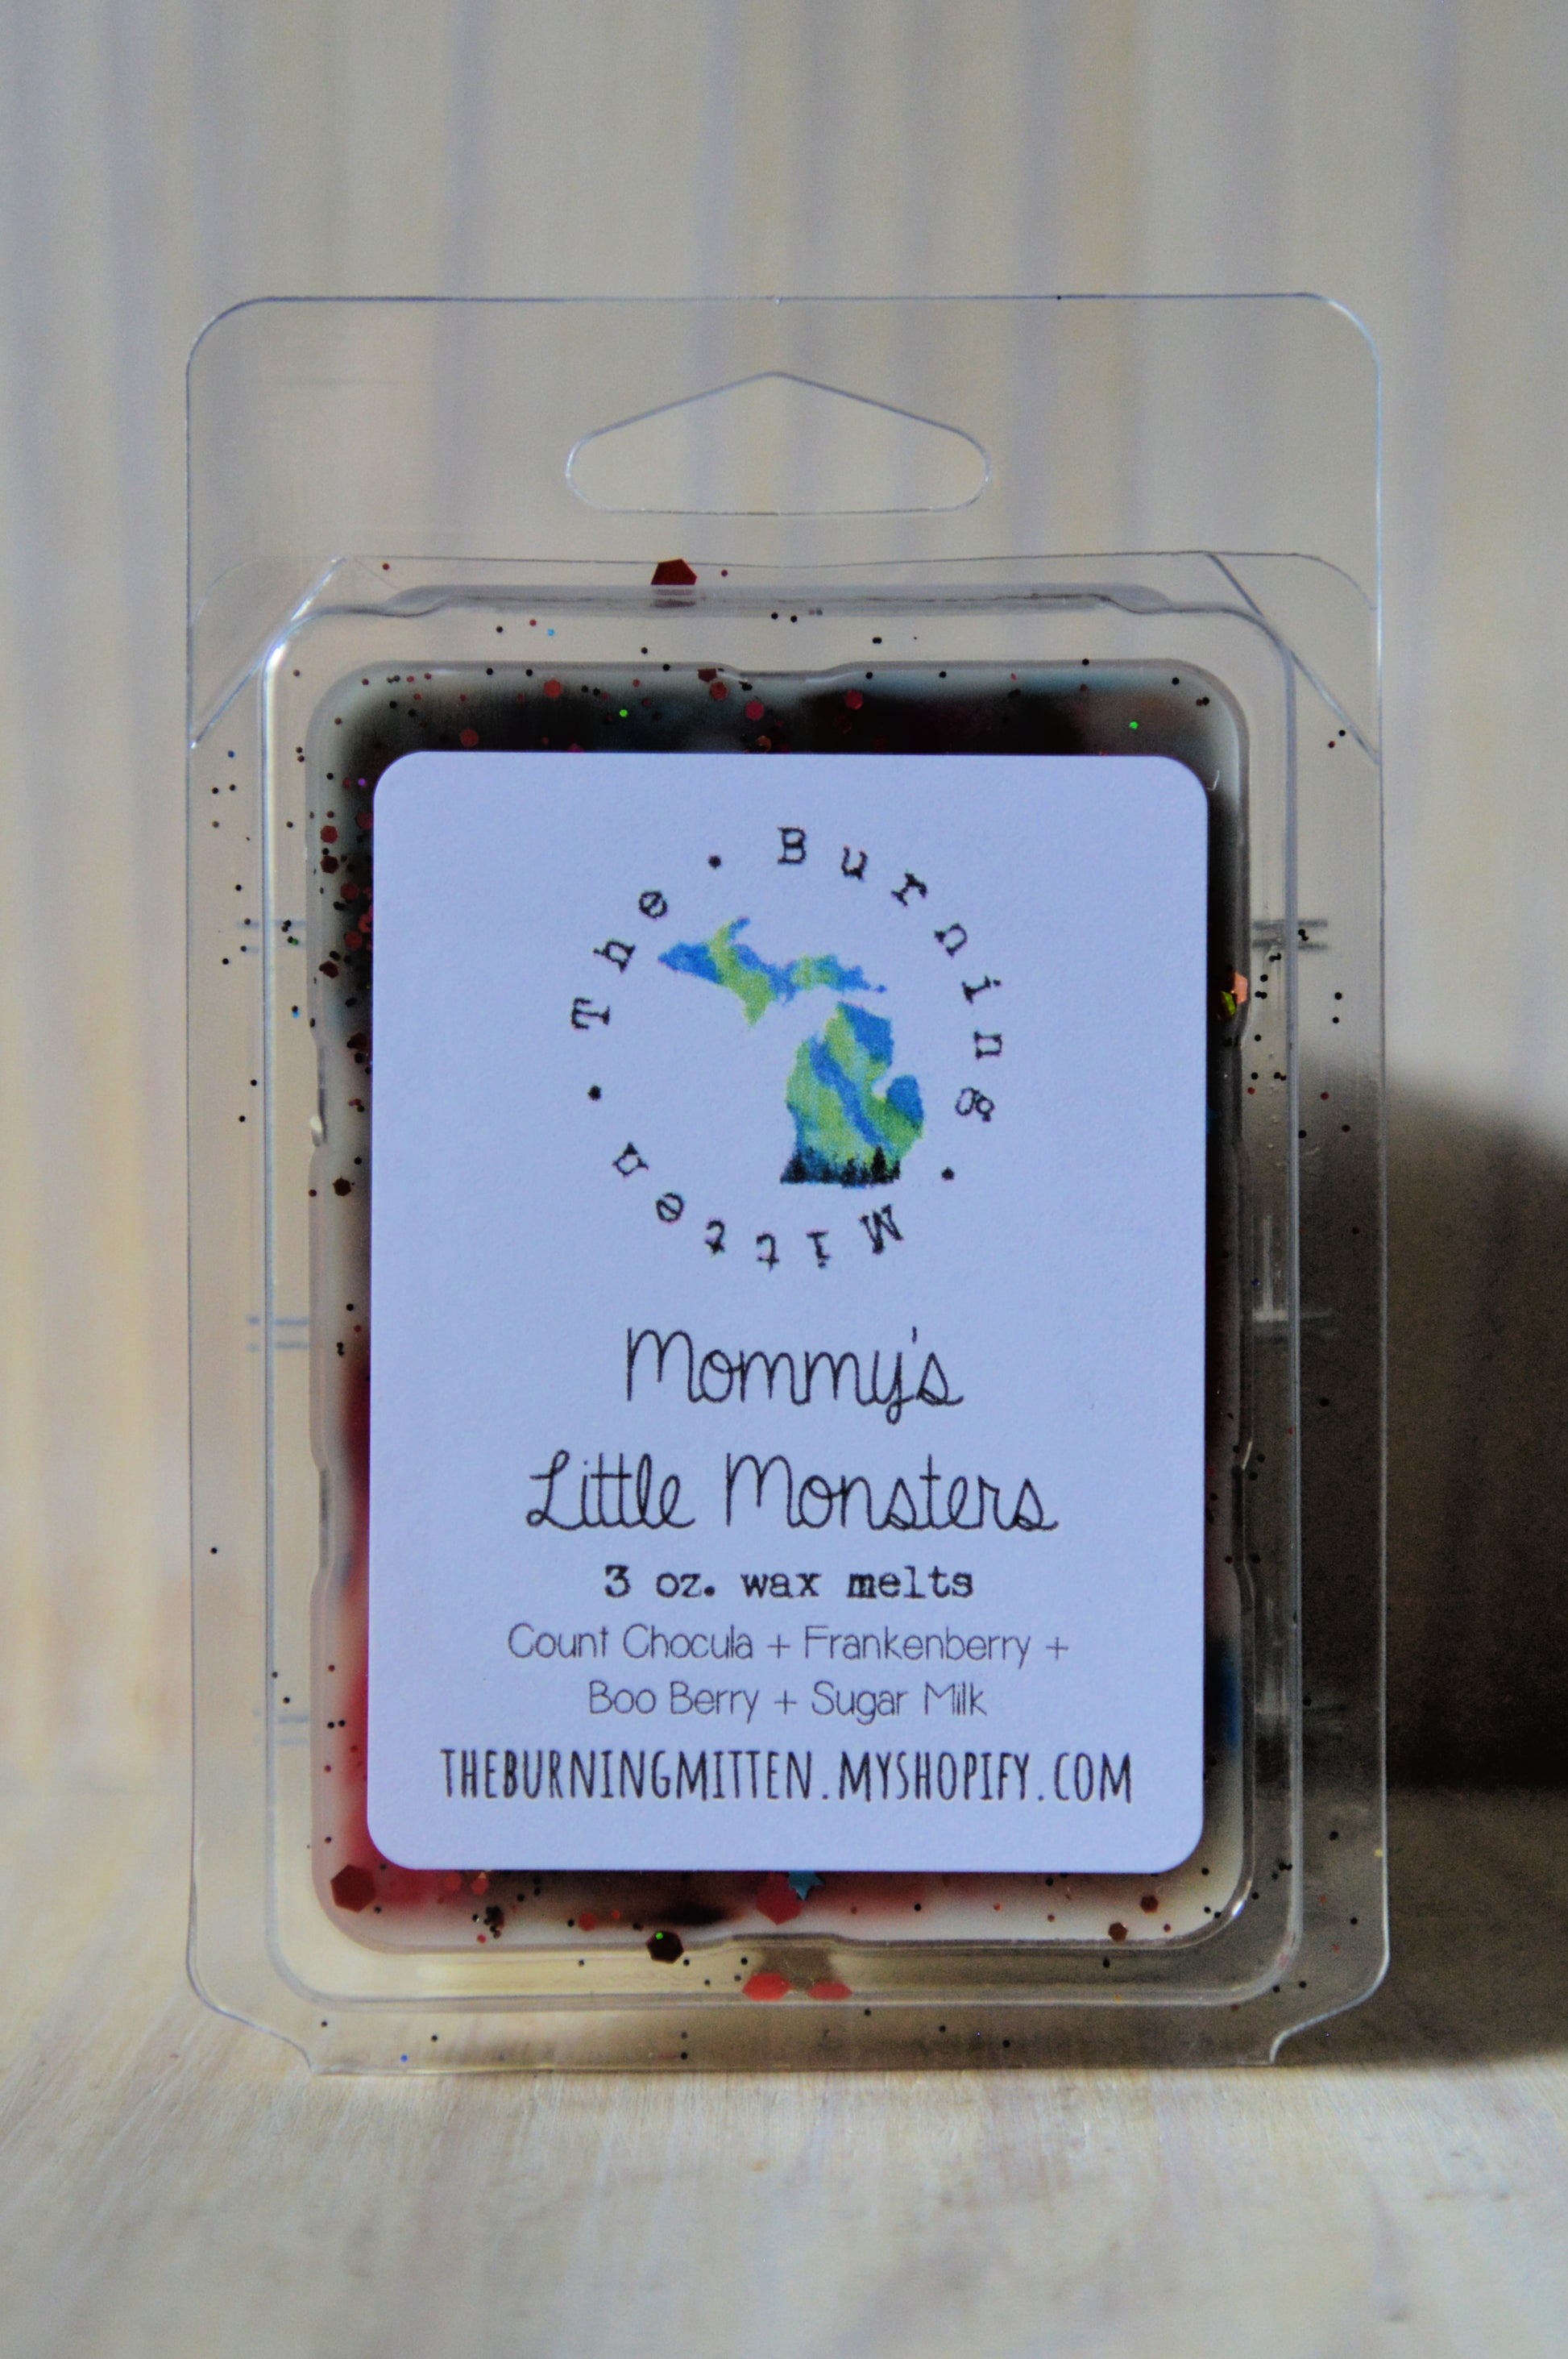 The • Burning • Mitten •
Mommy's
Little Monsters
3 oz. wax melts
Count Chocula + Frankenberry +
Boo Berry + Sugar Milk
THEBURNINGMITTEN.MYSHOPIFY.COM